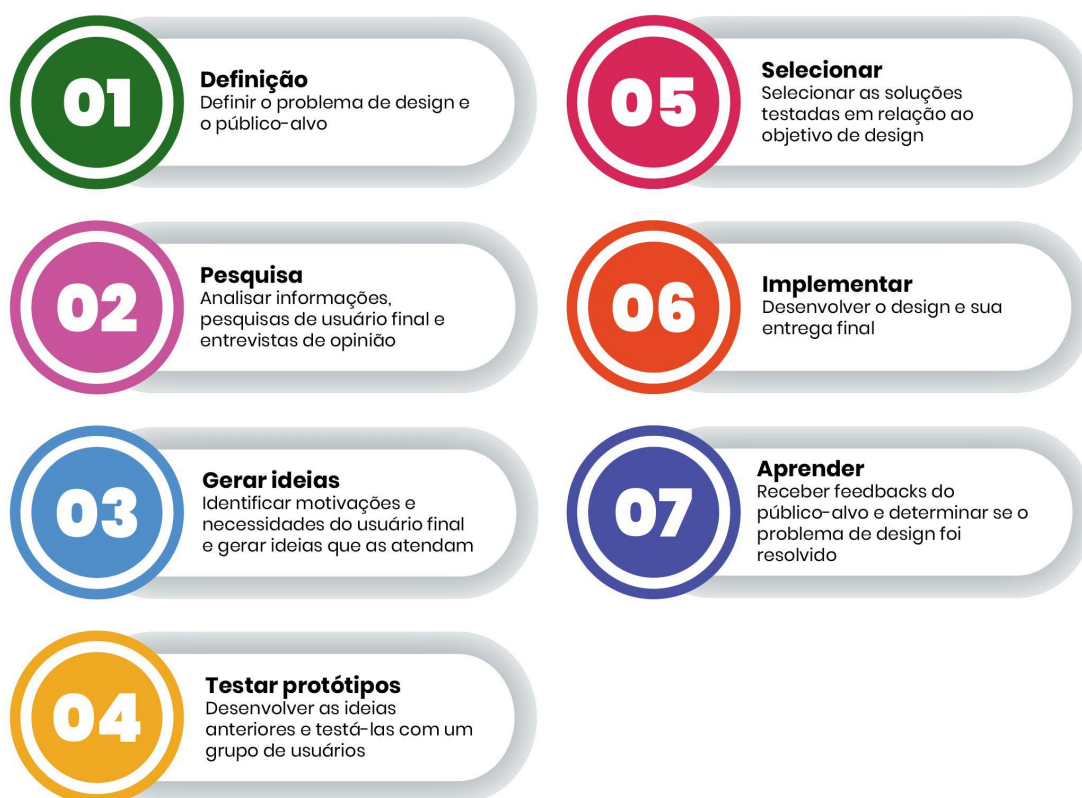 01
Definição
Definir o problema de design e
o público-alvo
02
Pesquisa
Analisar informações,
pesquisas de usuário final e
entrevistas de opinião
03
Gerar ideias
Identificar motivações e
necessidades do usuário final
e gerar ideias que as atendam
04
Testar protótipos
Desenvolver as ideias
anteriores e testá-las com um
grupo de usuários
05
Selecionar
Selecionar as soluções
testadas em relação ao
objetivo de design
06
Implementar
Desenvolver o design e sua
entrega final
07
Aprender
Receber feedbacks do
público-alvo e determinar se o
problema de design foi
resolvido